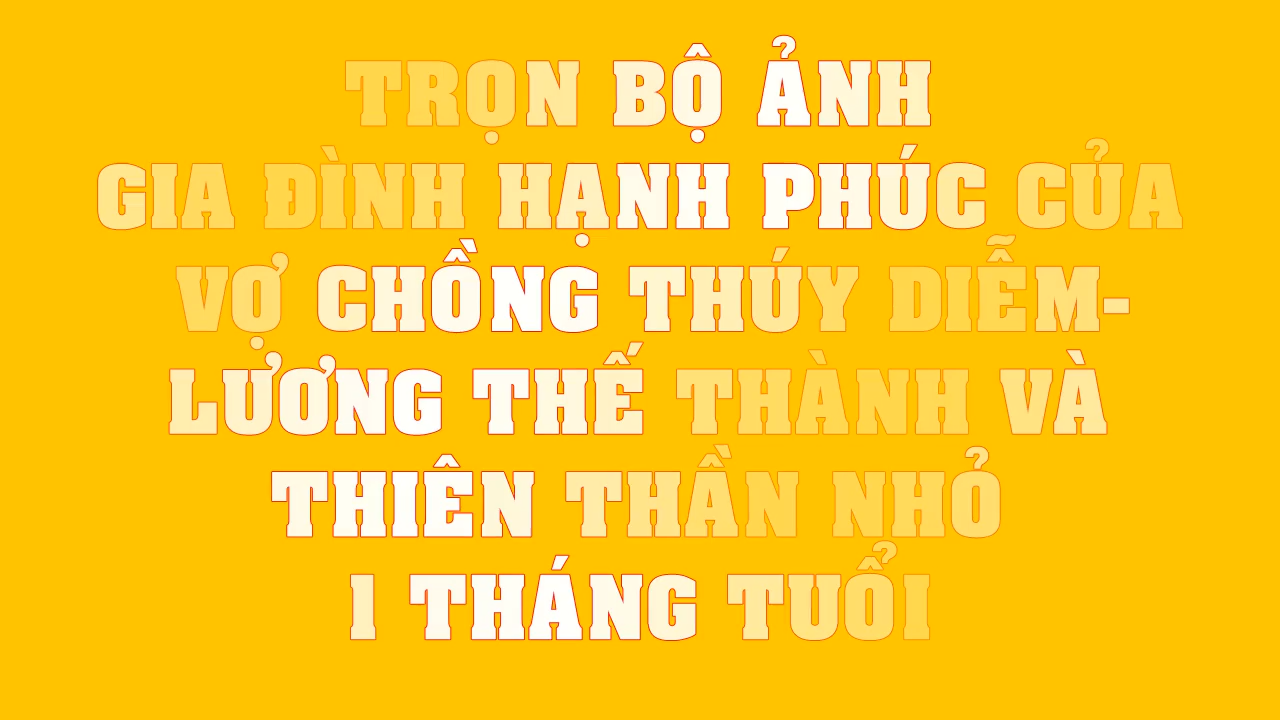 TRỌN BỘ ẢNH
GIA ĐÌNH HẠNH PHÚC CỦA
VỢ CHỒNG THÚY DIỄM-
LƯƠNG THẾ THÀNH VÀ
THIÊN THẦN NHỎ
1 THÁNG TUỔI